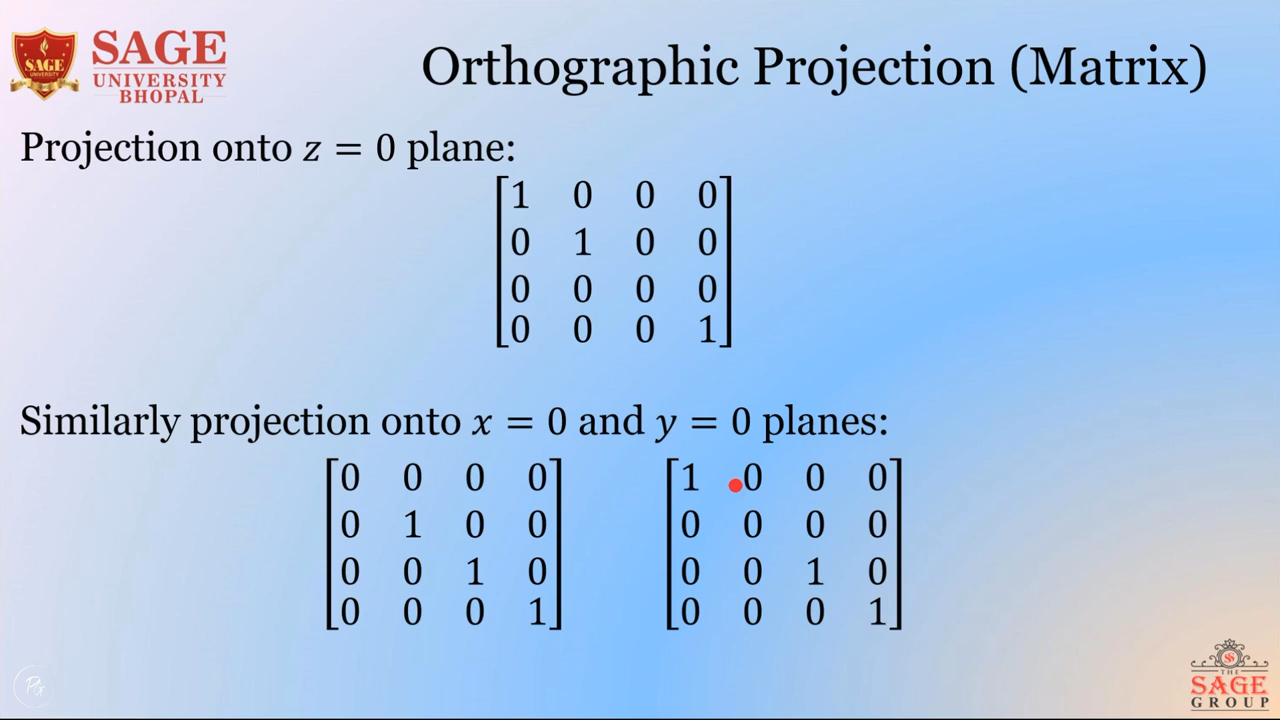 SAGE
UNIVERSITY
SAGE
UNIVERSITY
BHOPAL
Orthographic Projection (Matrix)
Projection onto z = 0 plane:
1 0 0 0
0 1 0 0
0 0 0 0
0 0 0 1
Similarly projection onto x = 0 and y = 0 planes:
0 0 0 0
0 1 0 0
0 0 1 0
0 0 0 1
1 0 0 0
0 0 0 0
0 0 1 0
0 0 0 1
THE
SAGE
GROUP